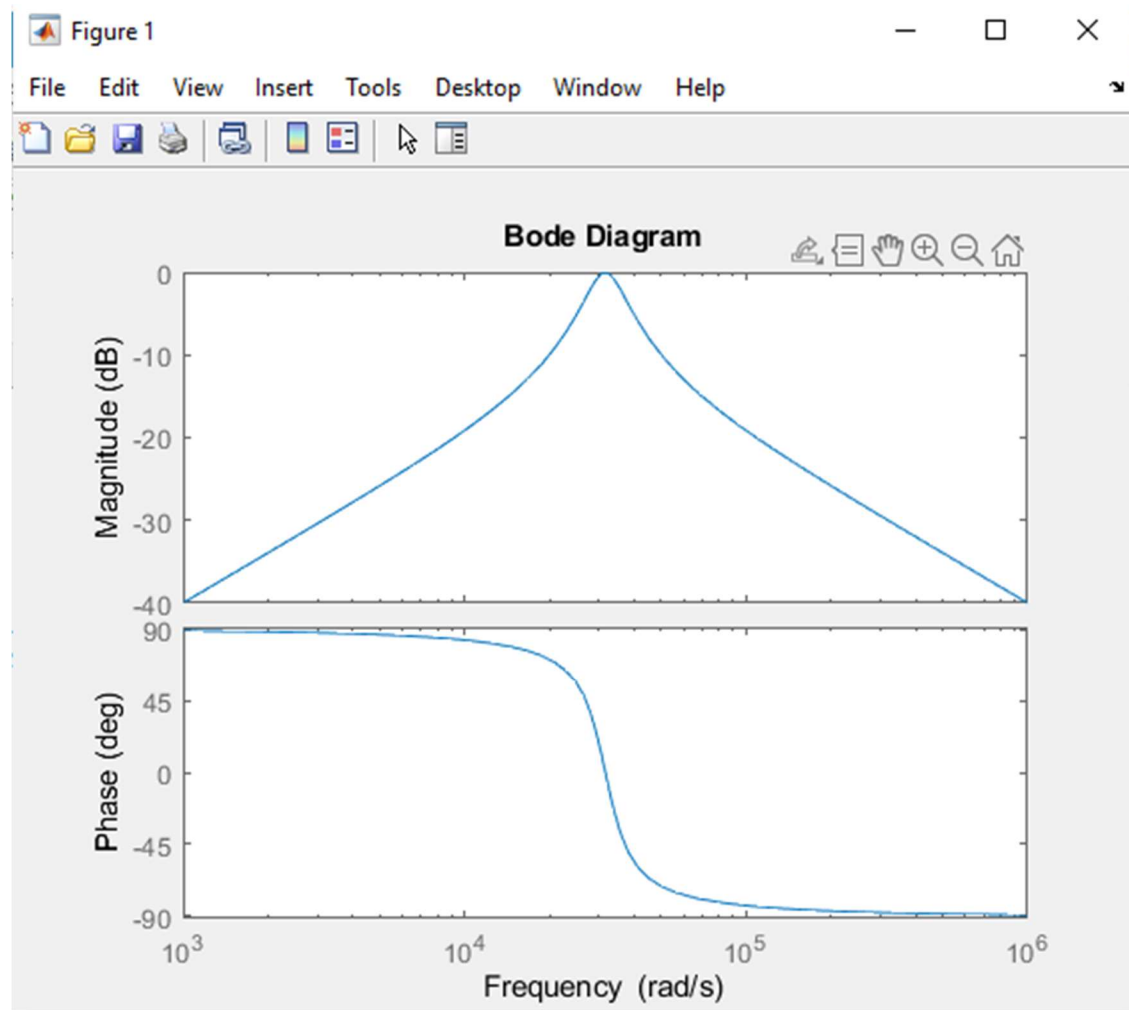 Figure 1
File Edit View Insert Tools Desktop Window Help
Bode Diagram
Magnitude (dB)
0
-10
-20
-30
-40
Phase (deg)
90
45
0
-45
-90
10^3 10^4 10^5 10^6
Frequency (rad/s)